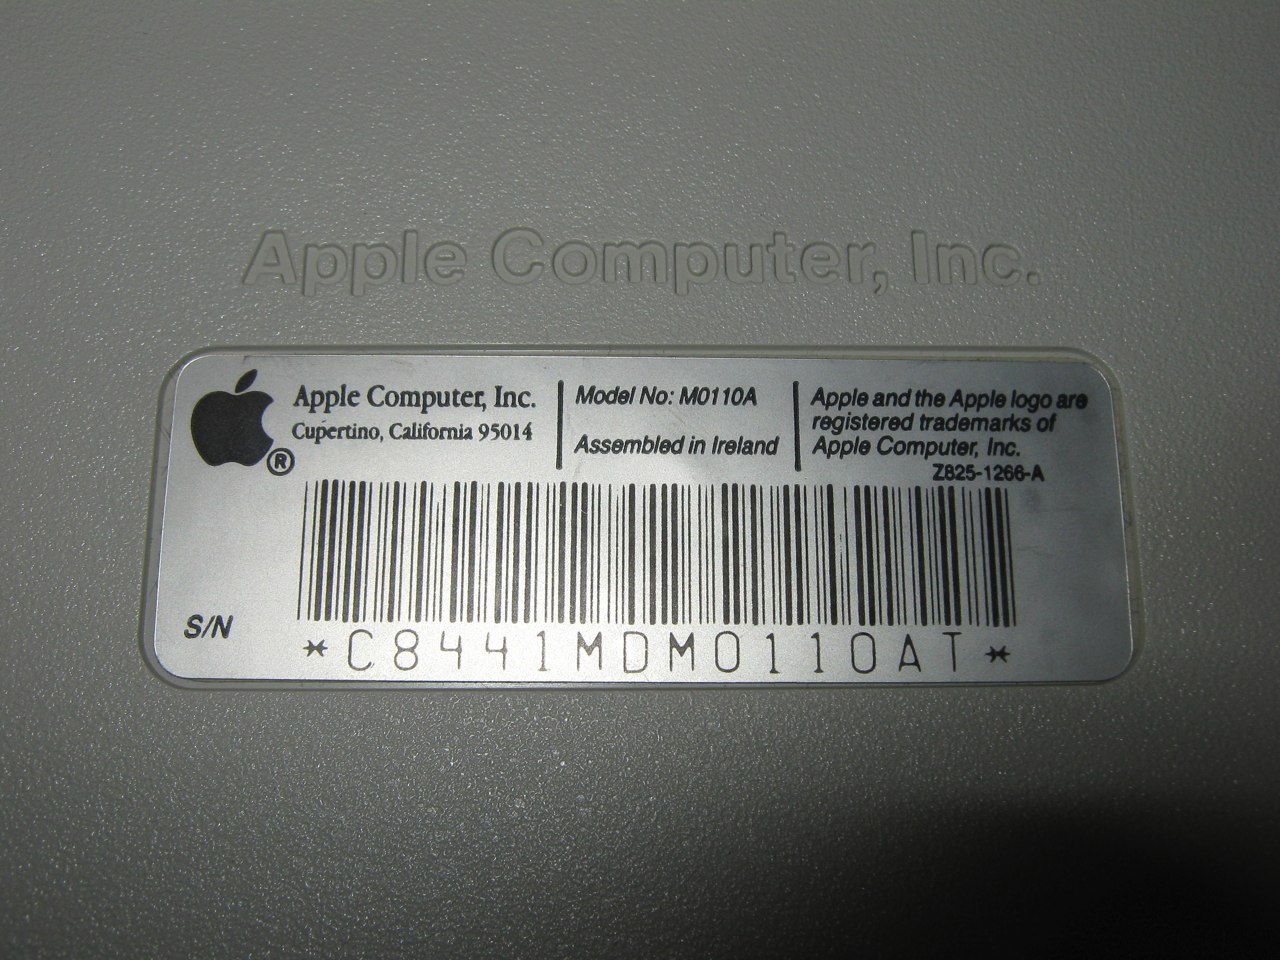 Apple Computer, Inc.
Apple Computer, Inc.
Cupertino, California 95014
®
Model No: M0110A
Assembled in Ireland
Apple and the Apple logo are
registered trademarks of
Apple Computer, Inc.
Z825-1266-A
S/N
*C8441MDM0110AT*